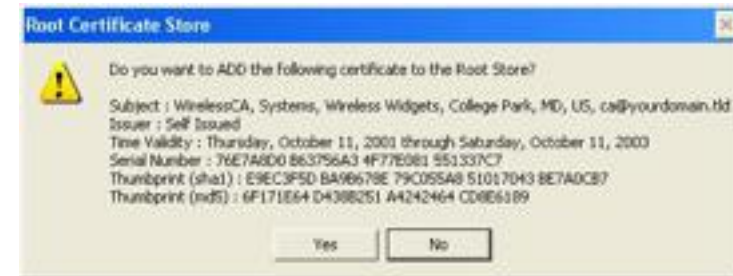 Root Certificate Store
Do you want to ADD the following certificate to the Root Store?
Subject : WirelessCA, Systems, Wireless Widgets, College Park, MD, US, ca@yourdomain.tld
Issuer : Self Issued
Time Validity : Thursday, October 11, 2001 through Saturday, October 11, 2003
Serial Number : 76E7A8D0 B63756A3 4F77E081 551337C7
Thumbprint (sha1) : E9EC3F5D BA9B678E 79C055A8 51017043 BE7A0CB7
Thumbprint (md5) : 6F171E64 D438B251 A4242464 CD8E6189
Yes No